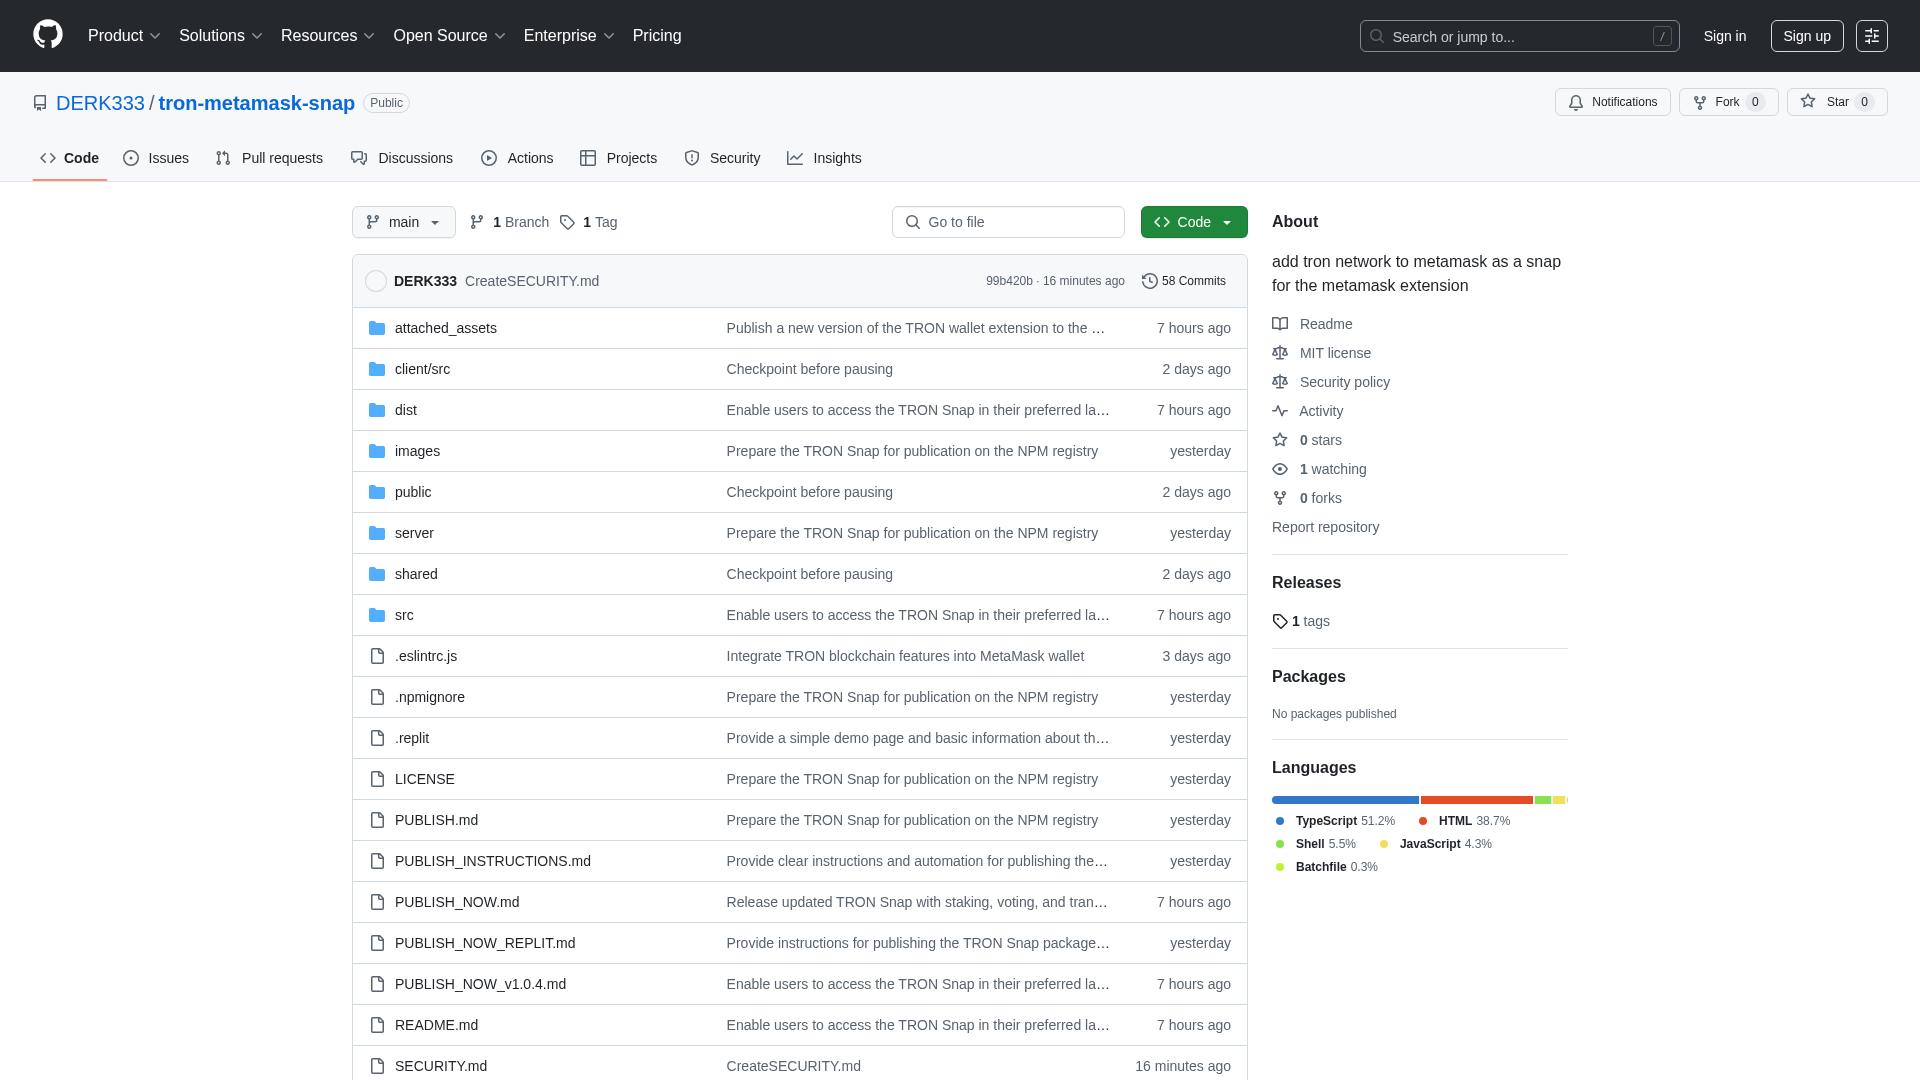 Product Solutions Resources Open Source Enterprise Pricing
Search or jump to... /
Sign in
Sign up
DERK333 / tron-metamask-snap Public
Notifications Fork 0 Star 0
Code Issues Pull requests Discussions Actions Projects Security Insights
main 1 Branch 1 Tag
Go to file
Code
DERK333 CreateSECURITY.md 99b420b · 16 minutes ago 58 Commits
attached_assets Publish a new version of the TRON wallet extension to the … 7 hours ago
client/src Checkpoint before pausing 2 days ago
dist Enable users to access the TRON Snap in their preferred la… 7 hours ago
images Prepare the TRON Snap for publication on the NPM registry yesterday
public Checkpoint before pausing 2 days ago
server Prepare the TRON Snap for publication on the NPM registry yesterday
shared Checkpoint before pausing 2 days ago
src Enable users to access the TRON Snap in their preferred la… 7 hours ago
.eslintrc.js Integrate TRON blockchain features into MetaMask wallet 3 days ago
.npmignore Prepare the TRON Snap for publication on the NPM registry yesterday
.replit Provide a simple demo page and basic information about th… yesterday
LICENSE Prepare the TRON Snap for publication on the NPM registry yesterday
PUBLISH.md Prepare the TRON Snap for publication on the NPM registry yesterday
PUBLISH_INSTRUCTIONS.md Provide clear instructions and automation for publishing the… yesterday
PUBLISH_NOW.md Release updated TRON Snap with staking, voting, and tran… 7 hours ago
PUBLISH_NOW_REPLIT.md Provide instructions for publishing the TRON Snap package… yesterday
PUBLISH_NOW_v1.0.4.md Enable users to access the TRON Snap in their preferred la… 7 hours ago
README.md Enable users to access the TRON Snap in their preferred la… 7 hours ago
SECURITY.md CreateSECURITY.md 16 minutes ago
About
add tron network to metamask as a snap
for the metamask extension
Readme
MIT license
Security policy
Activity
0 stars
1 watching
0 forks
Report repository
Releases
1 tags
Packages
No packages published
Languages
TypeScript 51.2% HTML 38.7%
Shell 5.5% JavaScript 4.3%
Batchfile 0.3%